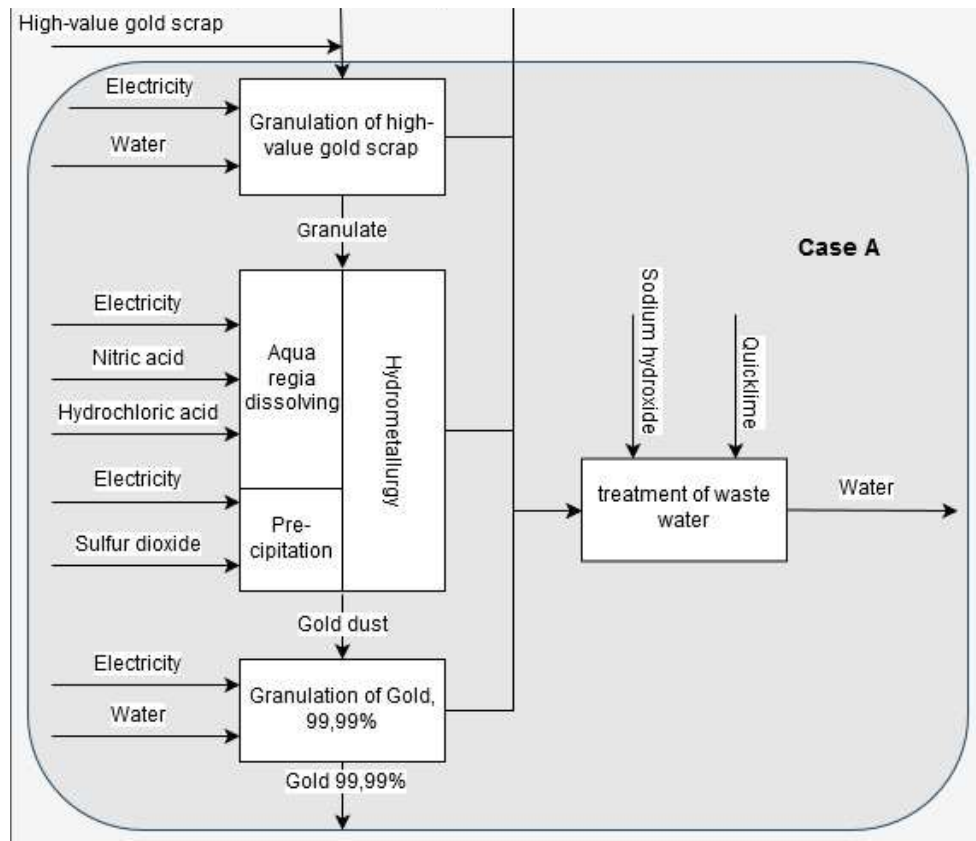 High-value gold scrap
Electricity
Water
Granulation of high-
value gold scrap
Granulate
Case A
Electricity
Nitric acid
Hydrochloric acid
Aqua
regia
dissolving
Hydrometallurgy
Electricity
Sulfur dioxide
Pre-
cipitation
Sodium hydroxide
Quicklime
treatment of waste
water
Water
Gold dust
Electricity
Water
Granulation of Gold,
99,99%
Gold 99,99%